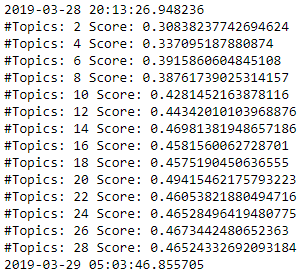 2019-03-28 20:13:26.948236
#Topics: 2 Score: 0.30838237742694624
#Topics: 4 Score: 0.337095187880874
#Topics: 6 Score: 0.3915860604845108
#Topics: 8 Score: 0.38761739025314157
#Topics: 10 Score: 0.4281452163878116
#Topics: 12 Score: 0.44342010103968876
#Topics: 14 Score: 0.46981381948657186
#Topics: 16 Score: 0.4581560062728701
#Topics: 18 Score: 0.4575190450636555
#Topics: 20 Score: 0.49415462175793223
#Topics: 22 Score: 0.46053821880494716
#Topics: 24 Score: 0.46528496419480775
#Topics: 26 Score: 0.4673442480652363
#Topics: 28 Score: 0.46524332692093184
2019-03-29 05:03:46.855705